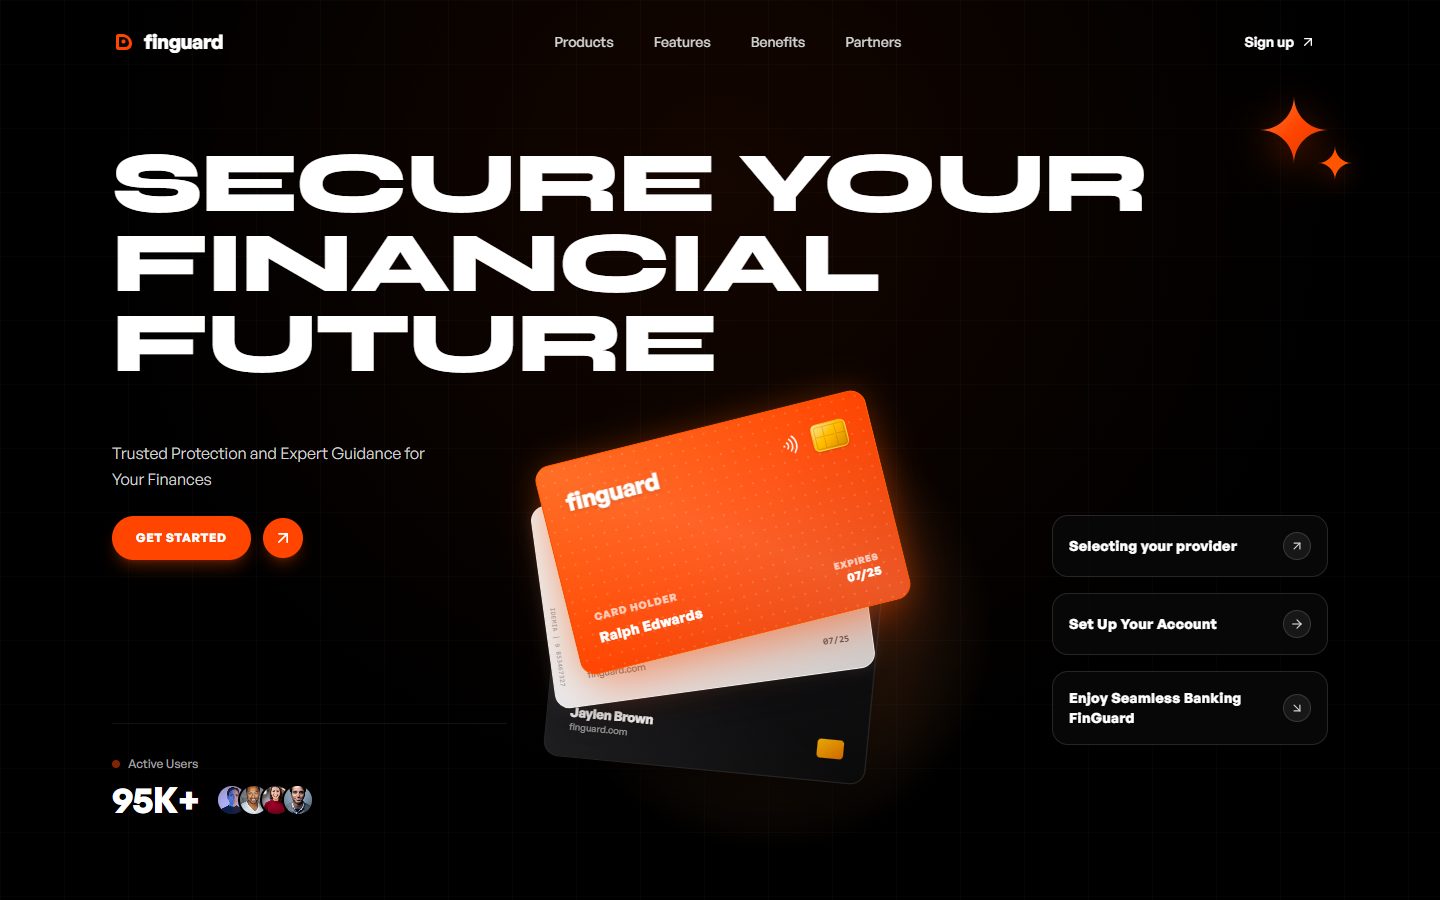 finguard
Products
Features
Benefits
Partners
Sign up
SECURE YOUR
FINANCIAL
FUTURE
Trusted Protection and Expert Guidance for
Your Finances
GET STARTED
finguard
EXPIRES
07/25
CARD HOLDER
Ralph Edwards
07/25
finguard.com
Jaylen Brown
finguard.com
Selecting your provider
Set Up Your Account
Enjoy Seamless Banking
FinGuard
Active Users
95K+